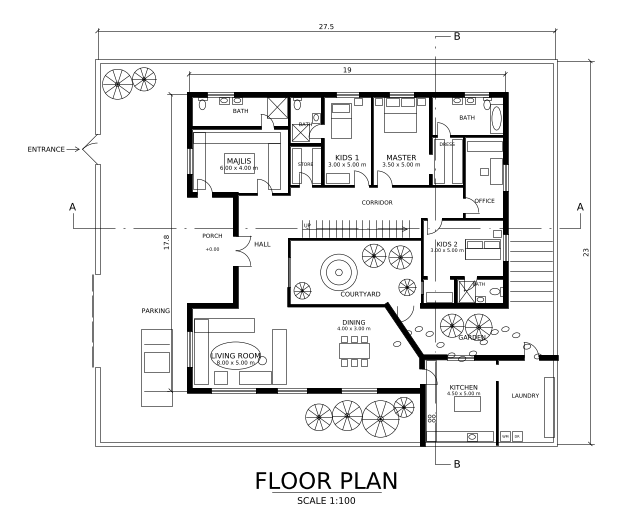 27.5
B
19
BATH
BATH
BATH
ENTRANCE
MAJLIS
6.00 x 4.00 m
STORE
KIDS 1
3.00 x 5.00 m
MASTER
3.50 x 5.00 m
DRESS.
OFFICE
CORRIDOR
A
A
UP
PORCH
+0.00
HALL
17.8
KIDS 2
3.00 x 5.00 m
23
BATH
COURTYARD
PARKING
DINING
4.00 x 3.00 m
GARDEN
LIVING ROOM
8.00 x 5.00 m
KITCHEN
4.50 x 5.00 m
LAUNDRY
WM
DR
B
FLOOR PLAN
SCALE 1:100